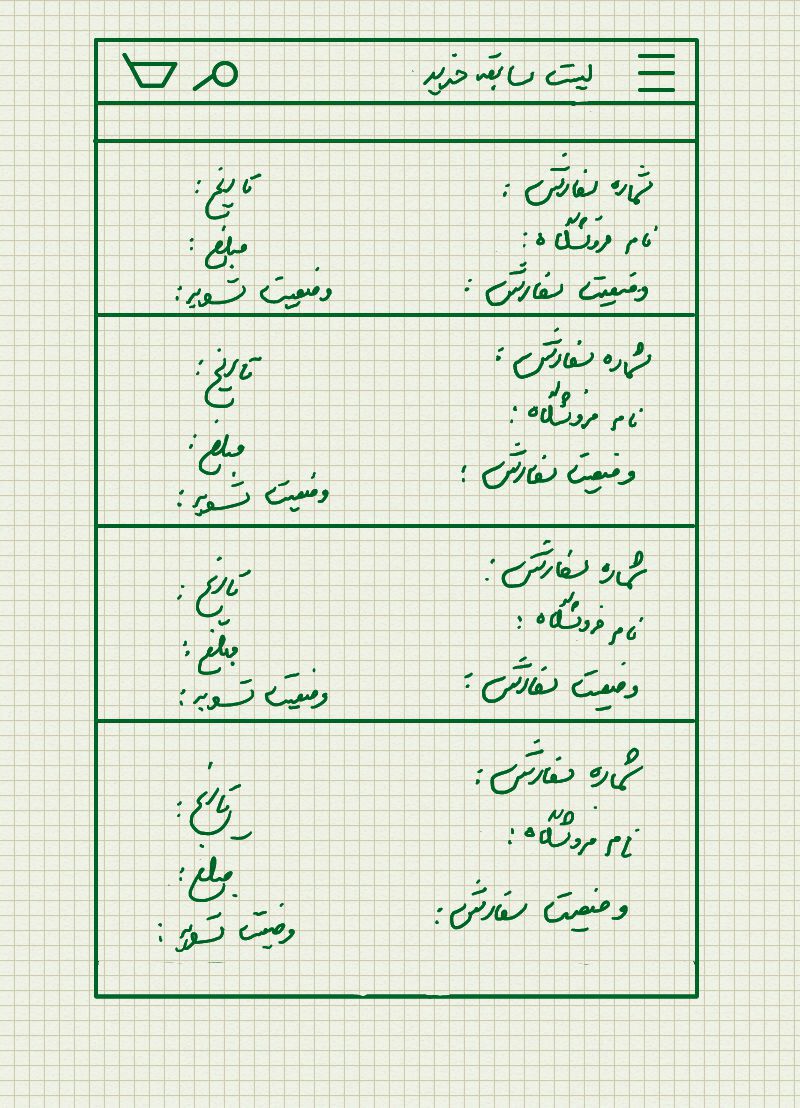 لیست سابقه خرید
شماره سفارش :
تاریخ :
نام فروشگاه :
مبلغ :
وضعیت سفارش :
وضعیت تسویه :
شماره سفارش :
تاریخ :
نام فروشگاه :
مبلغ :
وضعیت سفارش :
وضعیت تسویه :
شماره سفارش :
تاریخ :
نام فروشگاه :
مبلغ :
وضعیت سفارش :
وضعیت تسویه :
شماره سفارش :
تاریخ :
نام فروشگاه :
مبلغ :
وضعیت سفارش :
وضعیت تسویه :